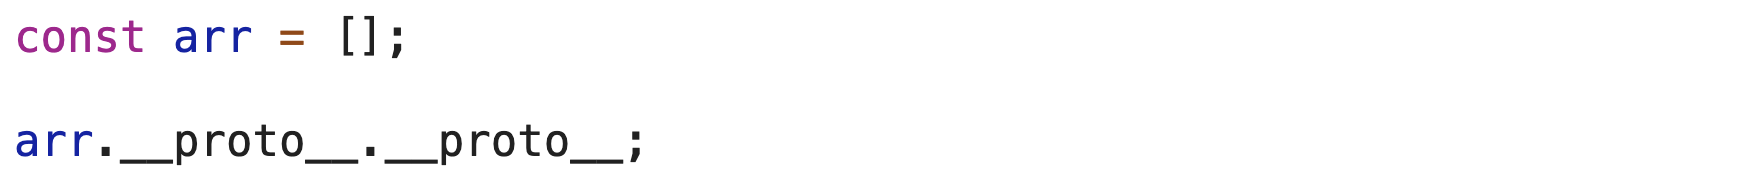 const arr = [];
arr.__proto__.__proto__;